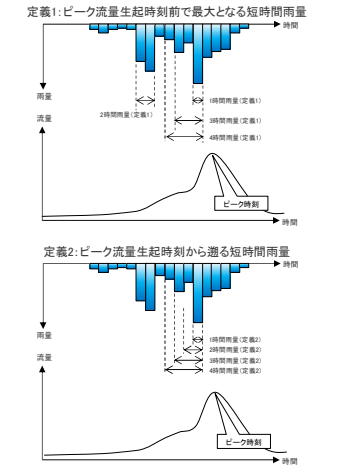 定義1:ピーク流量生起時刻前で最大となる短時間雨量
時間
雨量
1時間雨量(定義1)
2時間雨量(定義1)
3時間雨量(定義1)
4時間雨量(定義1)
流量
ピーク時刻
時間
定義2:ピーク流量生起時刻から遡る短時間雨量
時間
雨量
1時間雨量(定義2)
2時間雨量(定義2)
3時間雨量(定義2)
4時間雨量(定義2)
流量
ピーク時刻
時間